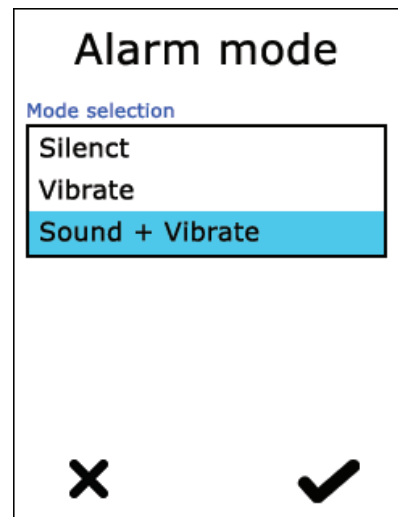 Alarm mode
Mode selection
Silenct
Vibrate
Sound + Vibrate